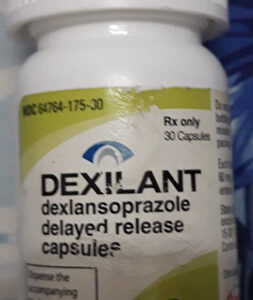 NDC 64764-175-30
Rx only
30 Capsules
DEXILANT
dexlansoprazole
delayed release
capsules
Dispense the
accompanying